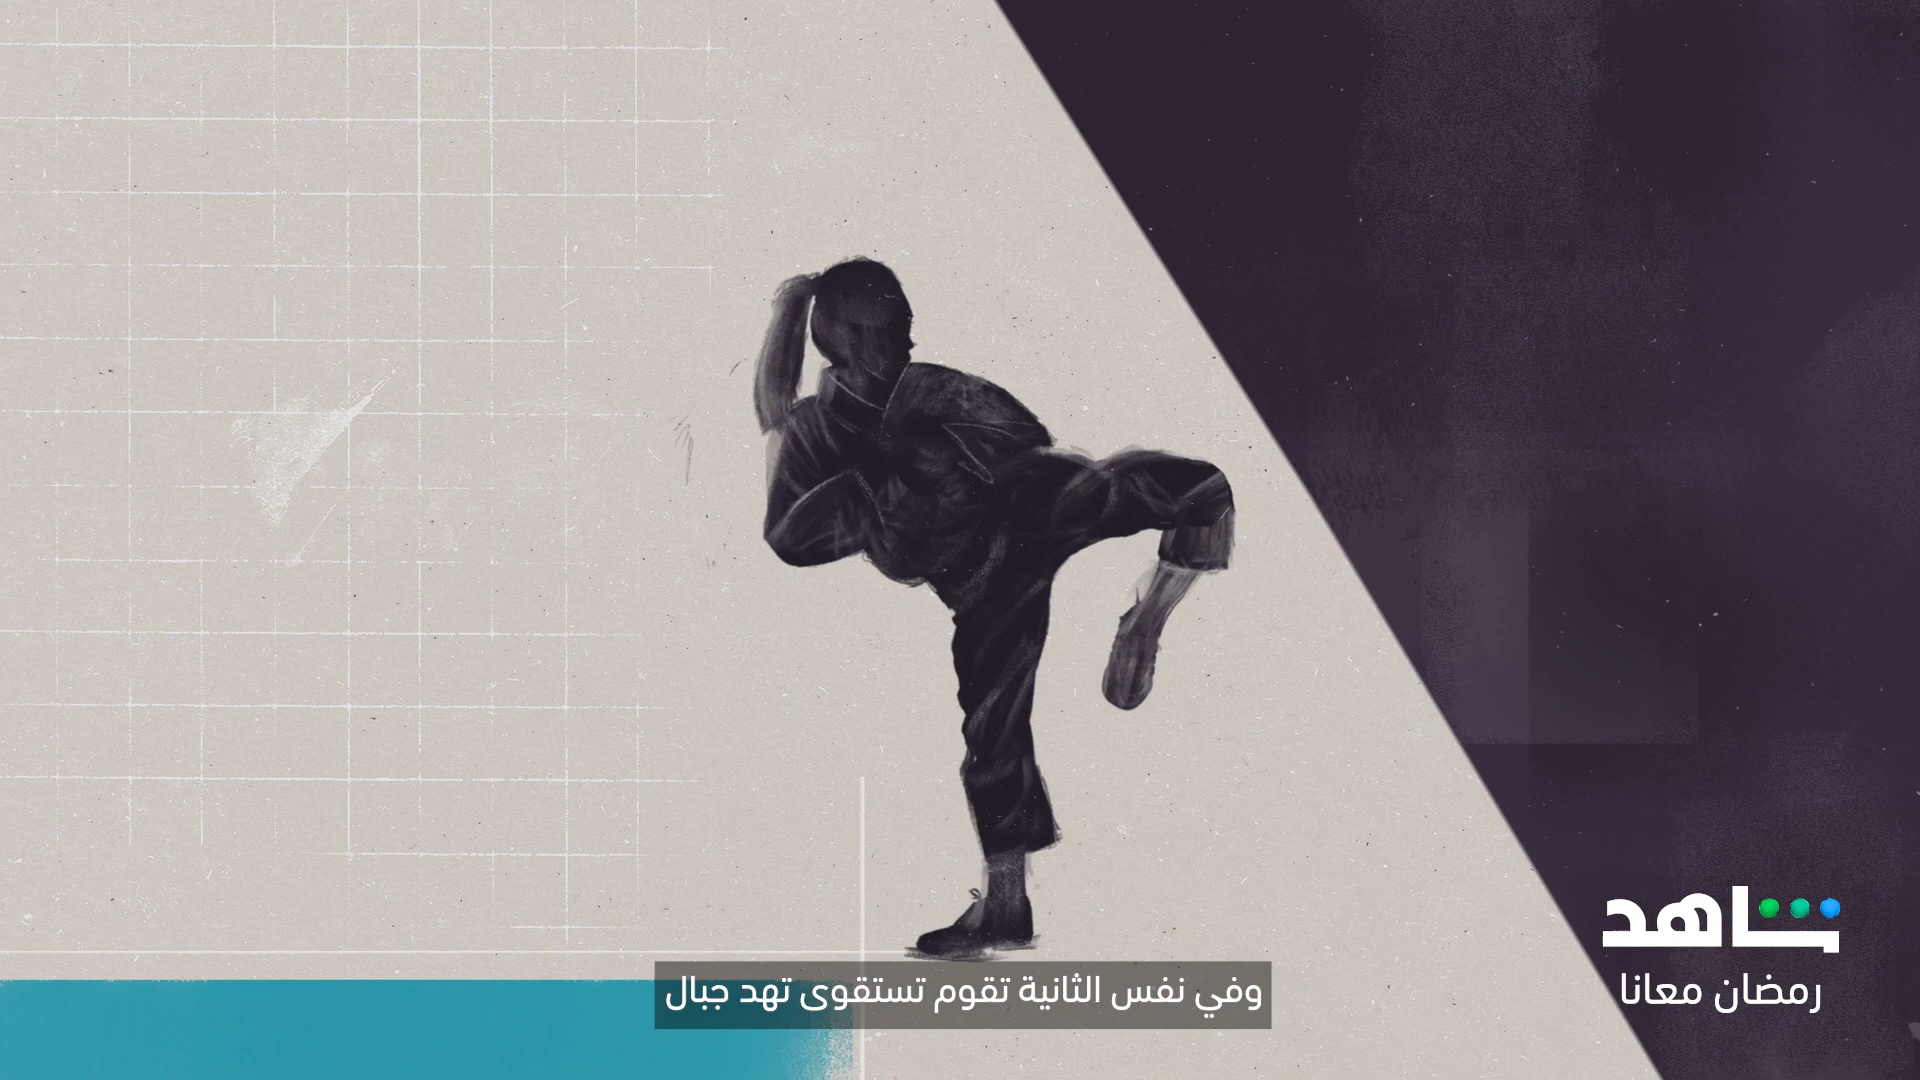 شاهد
رمضان معانا
وفي نفس الثانية تقوم تستقوى تهد جبال